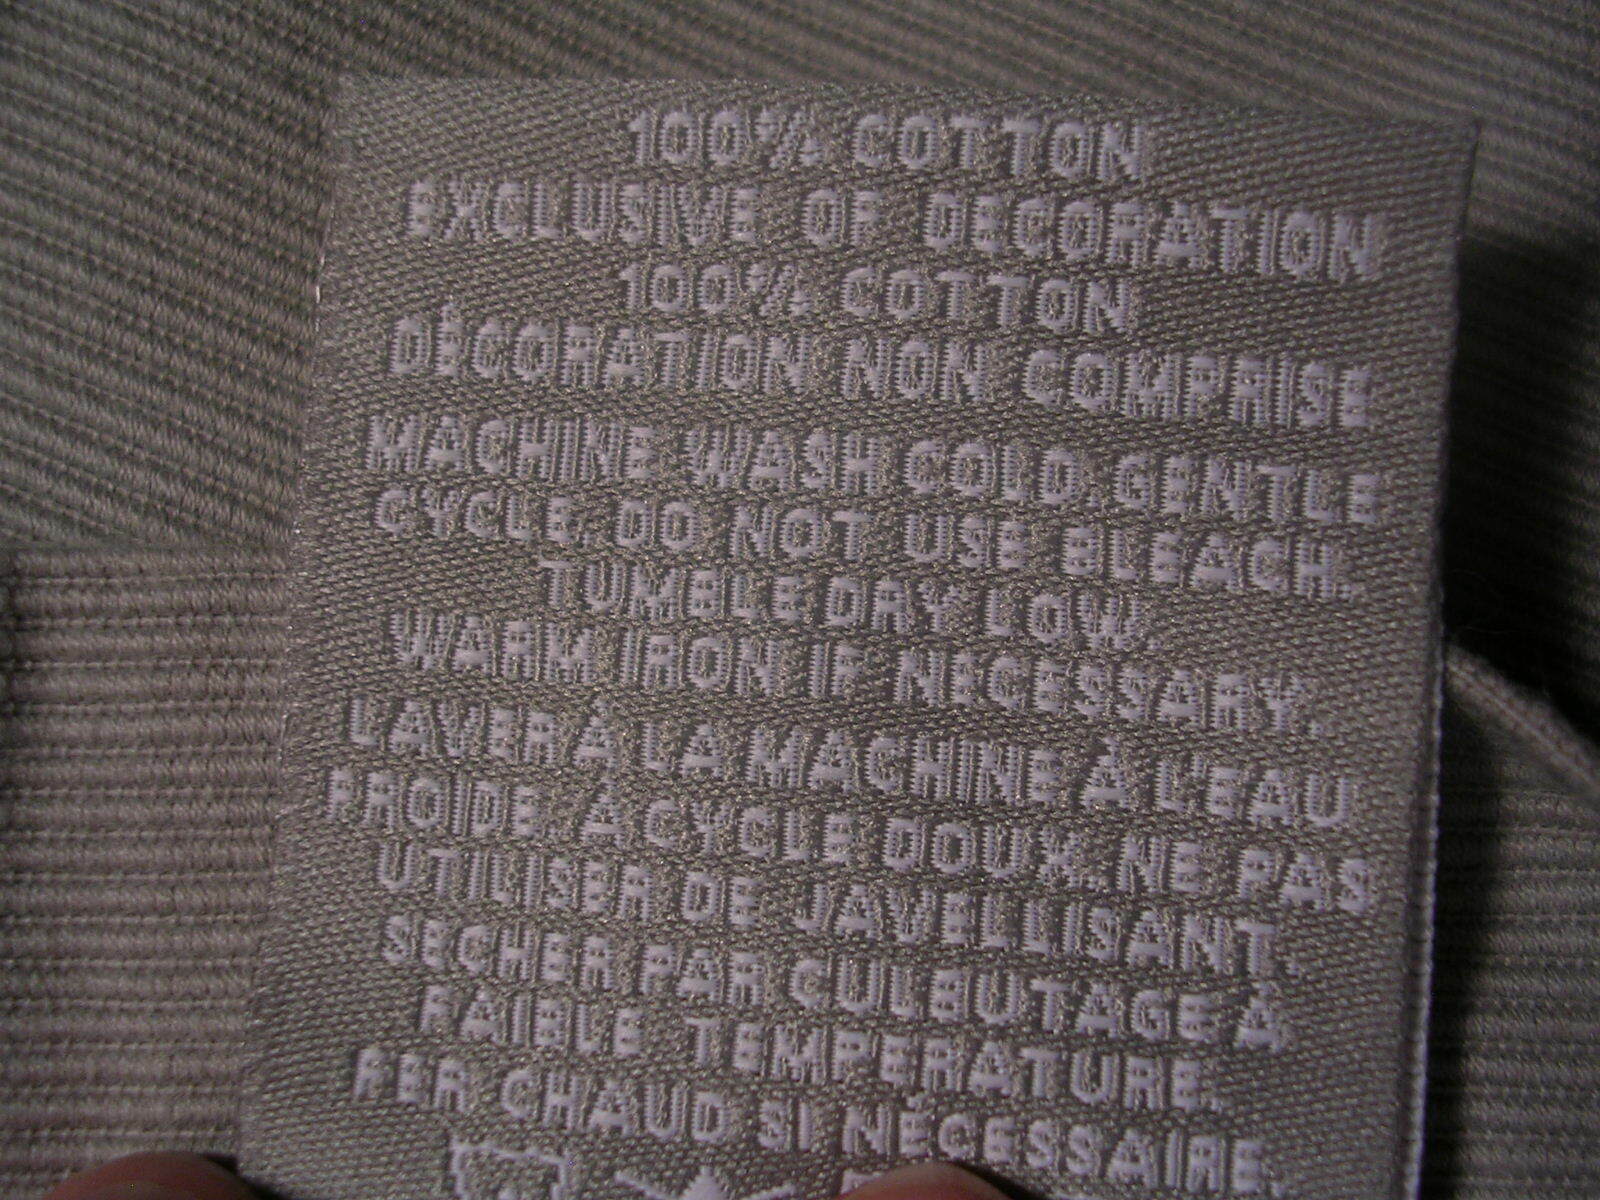 100% COTTON
EXCLUSIVE OF DECORATION
100% COTTON
DÉCORATION NON COMPRISE
MACHINE WASH COLD, GENTLE
CYCLE. DO NOT USE BLEACH.
TUMBLE DRY LOW.
WARM IRON IF NECESSARY.
LAVER À LA MACHINE À L'EAU
FROIDE, À CYCLE DOUX. NE PAS
UTILISER DE JAVELLISANT.
SECHER PAR CULBUTAGE À
FAIBLE TEMPERATURE.
FER CHAUD SI NÉCESSAIRE.